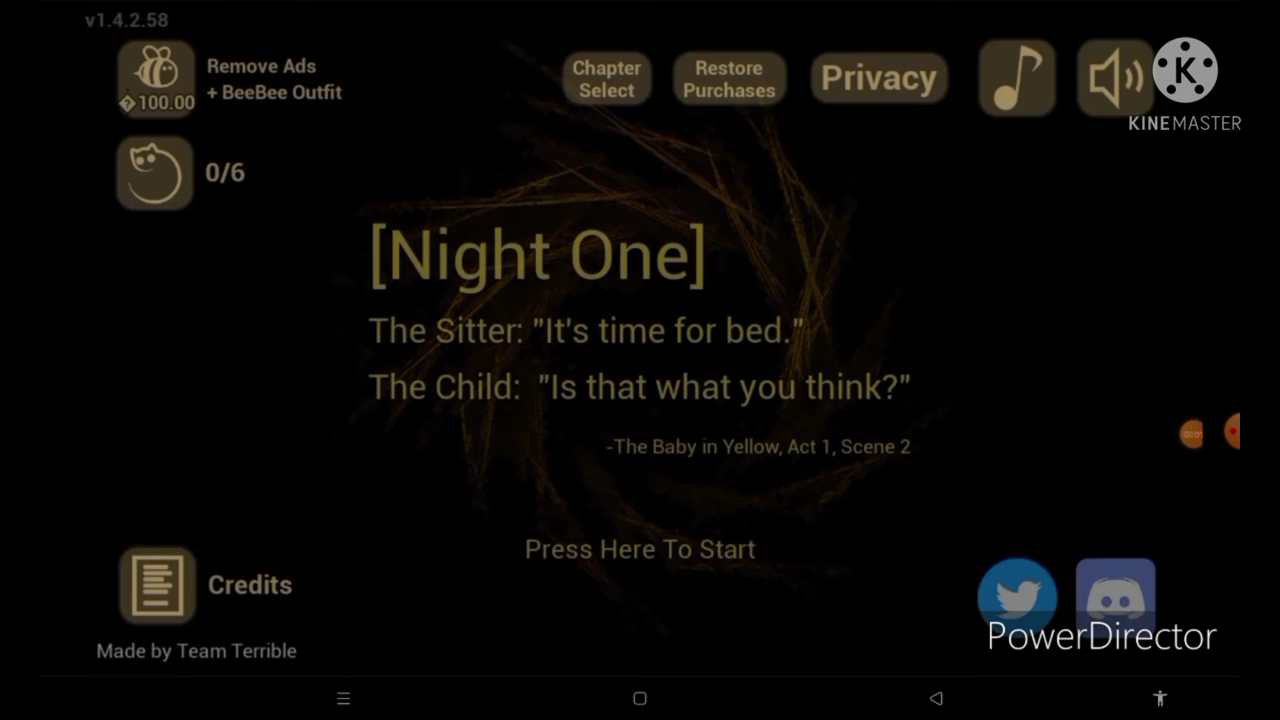 v1.4.2.58
Remove Ads
+ BeeBee Outfit
�100.00
Chapter
Select
Restore
Purchases
Privacy
K
KINEMASTER
0/6
[Night One]
The Sitter: "It's time for bed."
The Child: "Is that what you think?"
-The Baby in Yellow, Act 1, Scene 2
Press Here To Start
Credits
Made by Team Terrible
PowerDirector